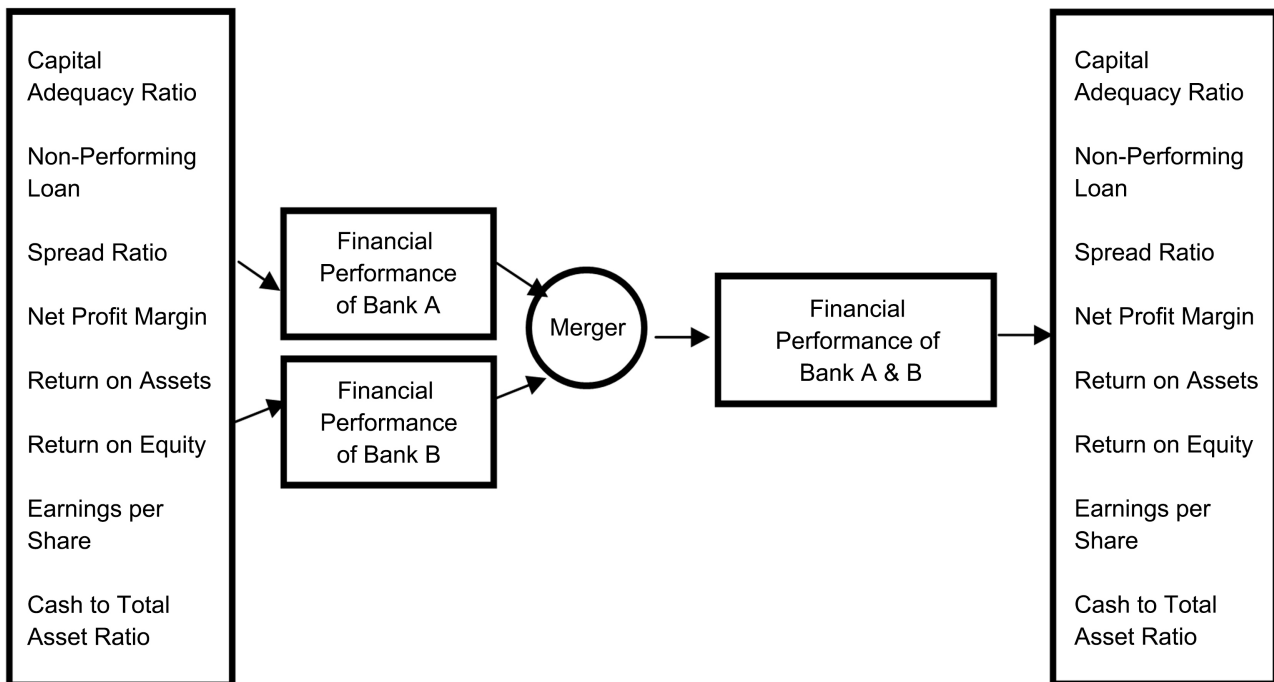 Capital
Adequacy Ratio
Non-Performing
Loan
Spread Ratio
Net Profit Margin
Return on Assets
Return on Equity
Earnings per
Share
Cash to Total
Asset Ratio
Financial
Performance
of Bank A
Financial
Performance
of Bank B
Merger
Financial
Performance of
Bank A & B
Capital
Adequacy Ratio
Non-Performing
Loan
Spread Ratio
Net Profit Margin
Return on Assets
Return on Equity
Earnings per
Share
Cash to Total
Asset Ratio